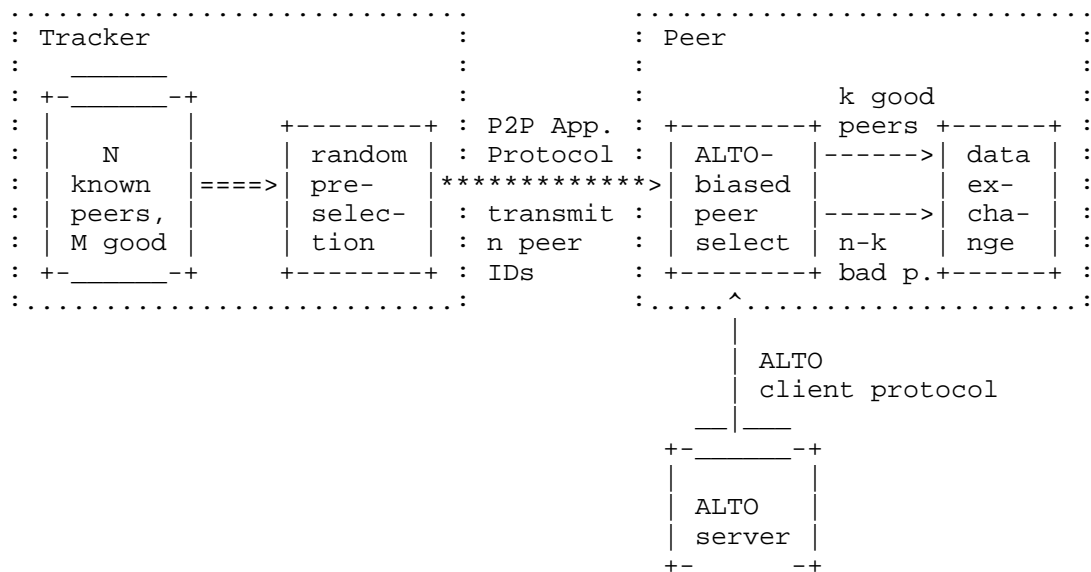 Tracker Peer
k good
P2P App. peers
random Protocol ALTO- data
N pre- biased ex-
known selec- transmit peer cha-
peers, tion n peer select n-k nge
M good IDs bad p.
ALTO
client protocol
ALTO
server